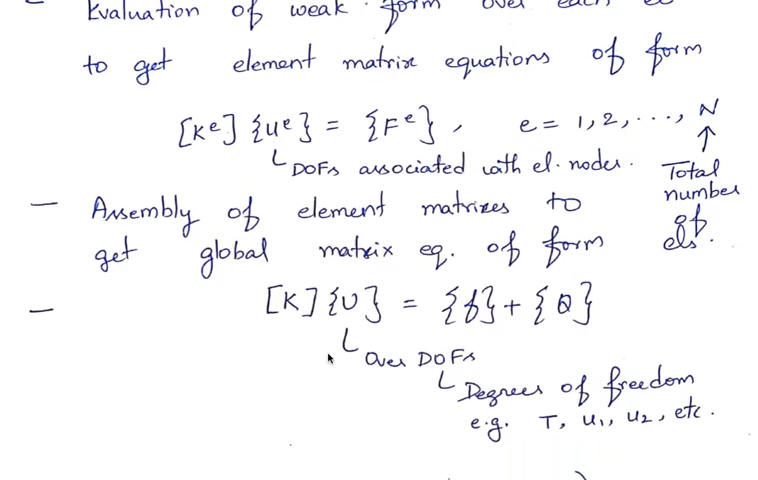 – Evaluation of weak form over each el
to get element matrix equations of form
[Kᵉ]{uᵉ} = {Fᵉ}, e = 1, 2, ..., N
↑
DOFs associated with el. nodes.
Total number of els.
– Assembly of element matrizes to
get global matrix eq. of form
– [K]{U} = {f} + {Q}
Over DOFs
Degrees of freedom
e.g. T, u₁, u₂, etc.